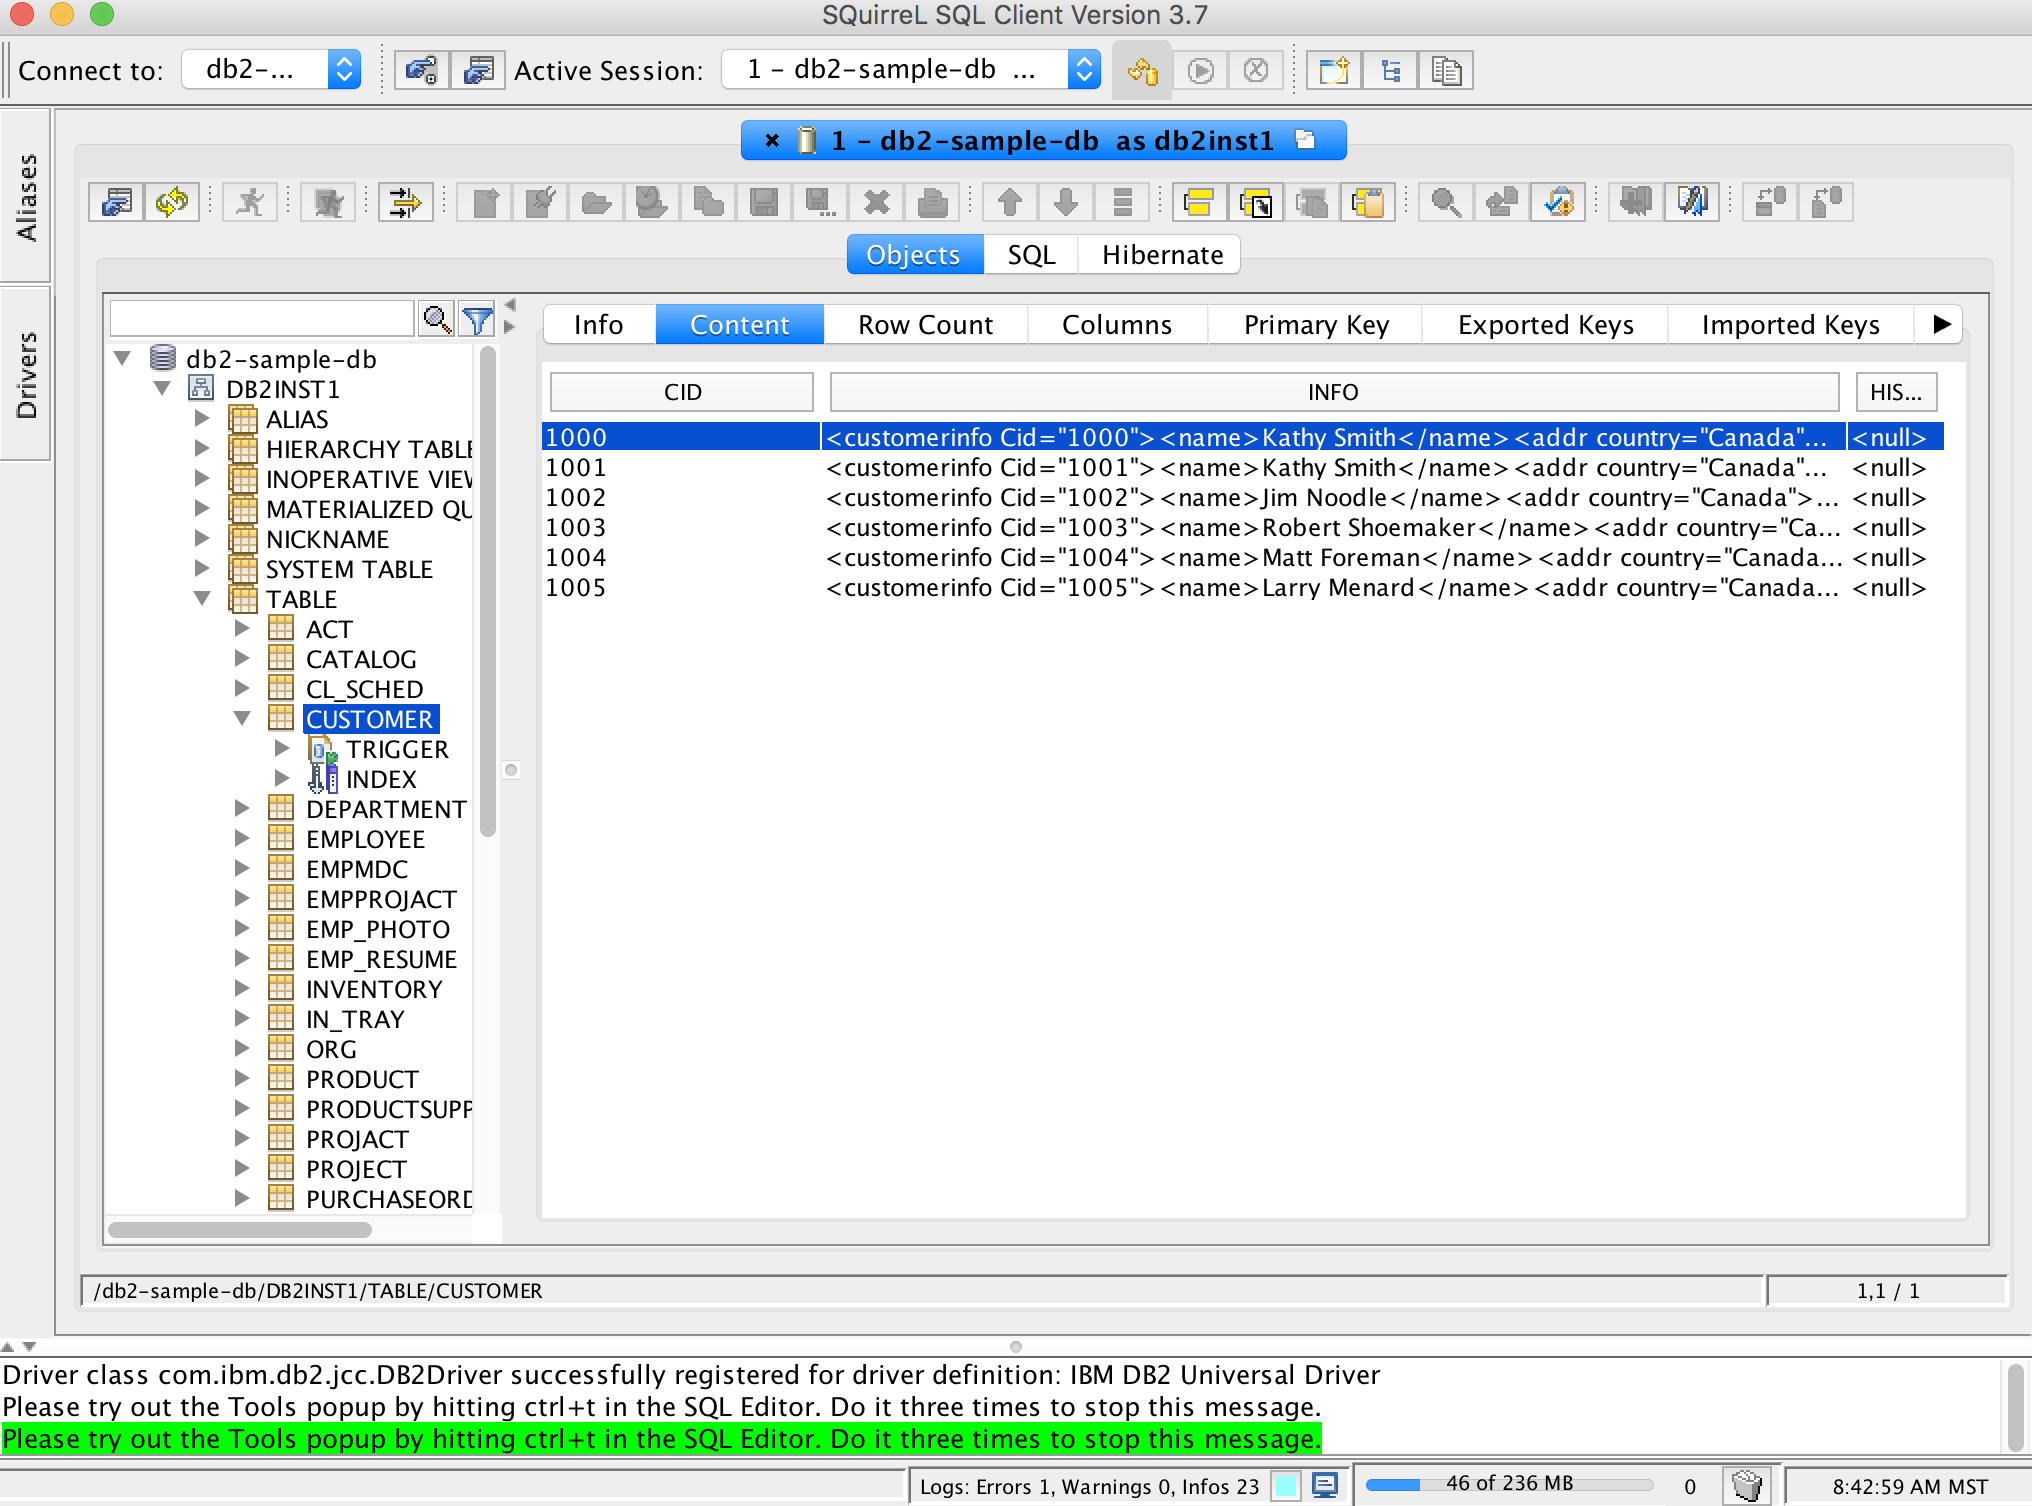 SQuirreL SQL Client Version 3.7
Connect to: db2-... Active Session: 1 - db2-sample-db ...
Aliases
Drivers
1 - db2-sample-db as db2inst1
Objects SQL Hibernate
Info Content Row Count Columns Primary Key Exported Keys Imported Keys
db2-sample-db
DB2INST1
ALIAS
HIERARCHY TABLE
INOPERATIVE VIEW
MATERIALIZED QU
NICKNAME
SYSTEM TABLE
TABLE
ACT
CATALOG
CL_SCHED
CUSTOMER
TRIGGER
INDEX
DEPARTMENT
EMPLOYEE
EMPMDC
EMPPROJACT
EMP_PHOTO
EMP_RESUME
INVENTORY
IN_TRAY
ORG
PRODUCT
PRODUCTSUPP
PROJACT
PROJECT
PURCHASEORD
CID INFO HIS...
1000 <customerinfo Cid="1000"><name>Kathy Smith</name><addr country="Canada"... <null>
1001 <customerinfo Cid="1001"><name>Kathy Smith</name><addr country="Canada"... <null>
1002 <customerinfo Cid="1002"><name>Jim Noodle</name><addr country="Canada">... <null>
1003 <customerinfo Cid="1003"><name>Robert Shoemaker</name><addr country="Ca... <null>
1004 <customerinfo Cid="1004"><name>Matt Foreman</name><addr country="Canada... <null>
1005 <customerinfo Cid="1005"><name>Larry Menard</name><addr country="Canada... <null>
/db2-sample-db/DB2INST1/TABLE/CUSTOMER 1,1 / 1
Driver class com.ibm.db2.jcc.DB2Driver successfully registered for driver definition: IBM DB2 Universal Driver
Please try out the Tools popup by hitting ctrl+t in the SQL Editor. Do it three times to stop this message.
Please try out the Tools popup by hitting ctrl+t in the SQL Editor. Do it three times to stop this message.
Logs: Errors 1, Warnings 0, Infos 23 46 of 236 MB 0 8:42:59 AM MST